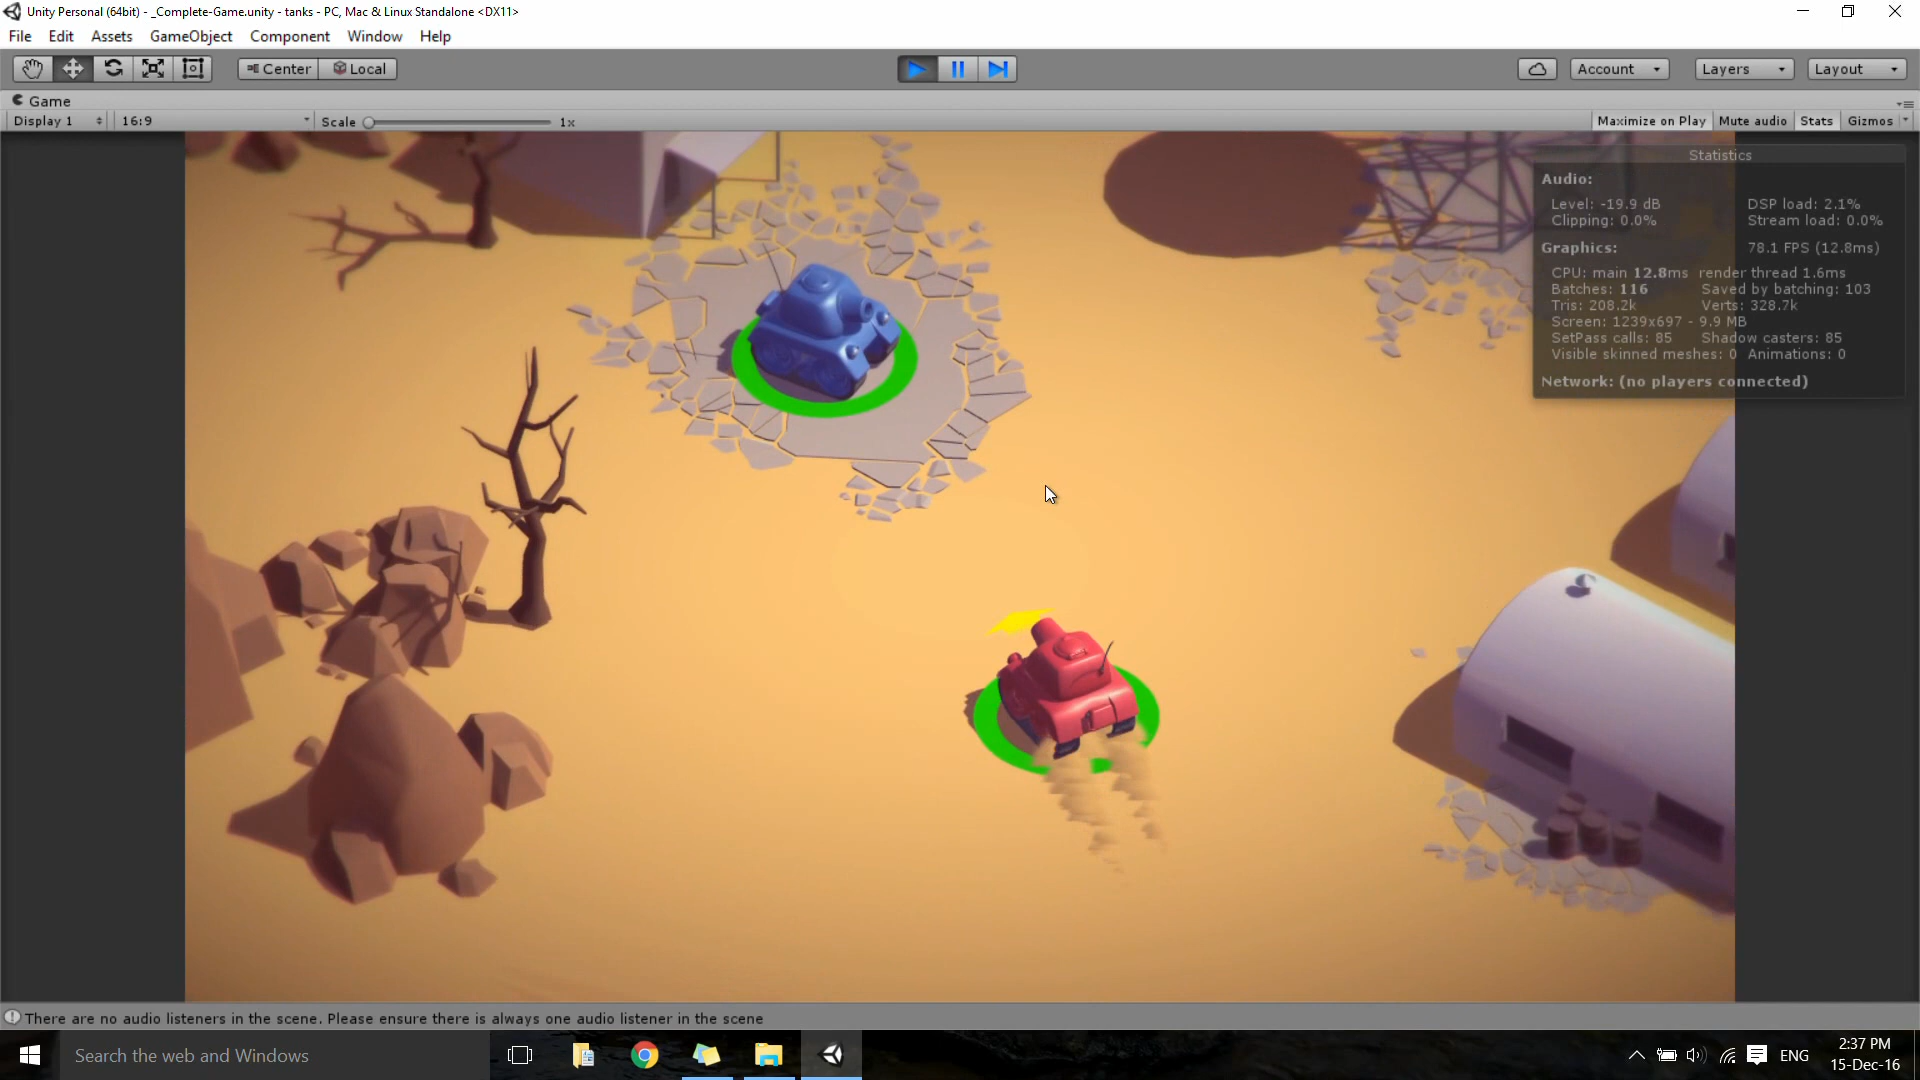 Unity Personal (64bit) - _Complete-Game.unity - tanks - PC, Mac & Linux Standalone <DX11>
File Edit Assets GameObject Component Window Help
Center Local Account Layers Layout
Game
Display 1 16:9 Scale 1x Maximize on Play Mute audio Stats Gizmos
Statistics
Audio:
Level: -19.9 dB DSP load: 2.1%
Clipping: 0.0% Stream load: 0.0%
Graphics: 78.1 FPS (12.8ms)
CPU: main 12.8ms render thread 1.6ms
Batches: 116 Saved by batching: 103
Tris: 208.2k Verts: 328.7k
Screen: 1239x697 - 9.9 MB
SetPass calls: 85 Shadow casters: 85
Visible skinned meshes: 0 Animations: 0
Network: (no players connected)
There are no audio listeners in the scene. Please ensure there is always one audio listener in the scene
Search the web and Windows
ENG
2:37 PM
15-Dec-16